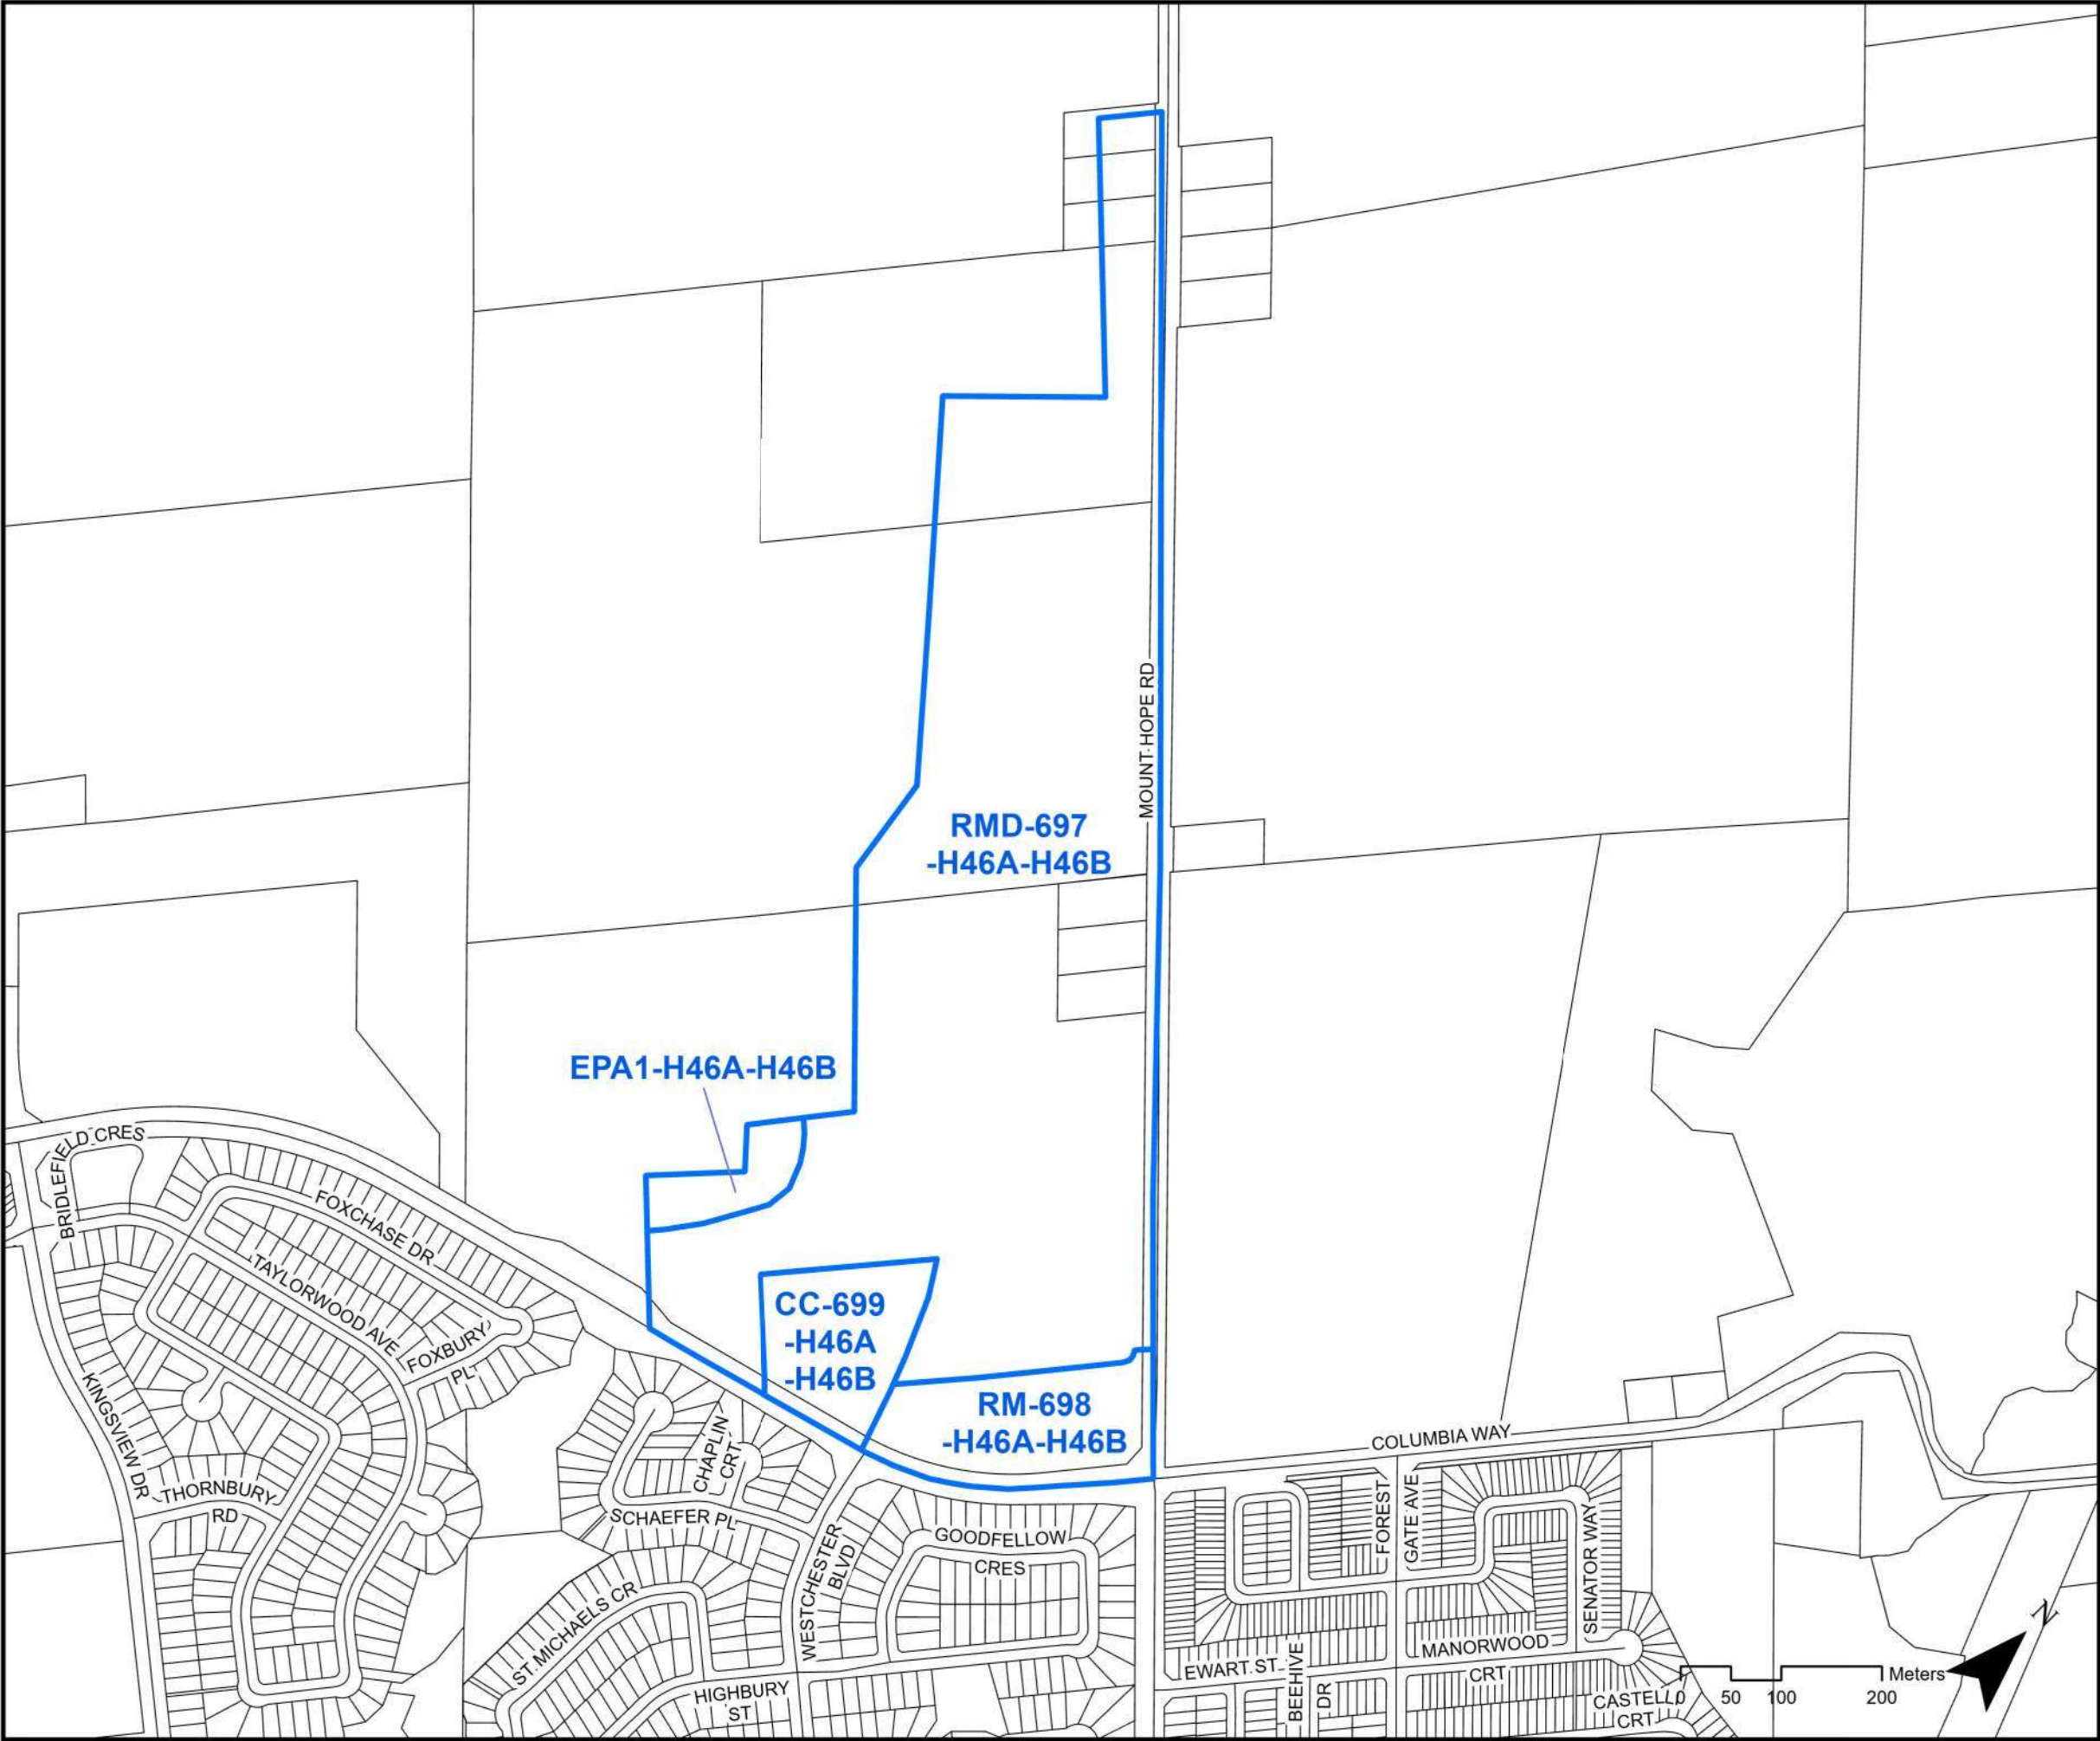 MOUNT HOPE RD
RMD-697
-H46A-H46B
EPA1-H46A-H46B
CC-699
-H46A
-H46B
RM-698
-H46A-H46B
BRIDLEFIELD CRES
FOXCHASE DR
TAYLORWOOD AVE
FOXBURY
PL
KINGSVIEW DR
THORNBURY
RD
CHAPLIN
CRT
SCHAEFER PL
ST MICHAELS CR
WESTCHESTER
BLVD
HIGHBURY
ST
GOODFELLOW
CRES
COLUMBIA WAY
FOREST
GATE AVE
SENATOR WAY
MANORWOOD
CRT
EWART ST
BEEHIVE
DR
CASTELLO
CRT
0 50 100 200
Meters
N